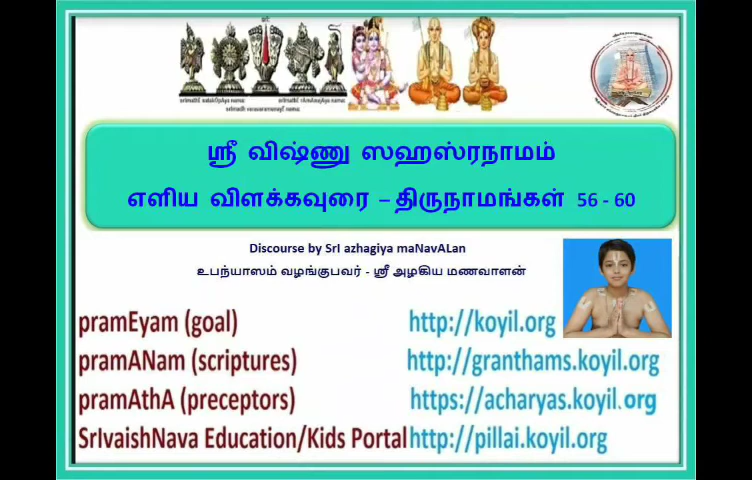 ஸ்ரீ விஷ்ணு ஸஹஸ்ரநாமம்
எளிய விளக்கவுரை – திருநாமங்கள் 56 - 60
Discourse by SrI azhagiya maNavALan
உபந்யாஸம் வழங்குபவர் - ஸ்ரீ அழகிய மணவாளன்
pramEyam (goal) http://koyil.org
pramANam (scriptures) http://granthams.koyil.org
pramAthA (preceptors) https://acharyas.koyil.org
SrIvaishNava Education/Kids Portal http://pillai.koyil.org